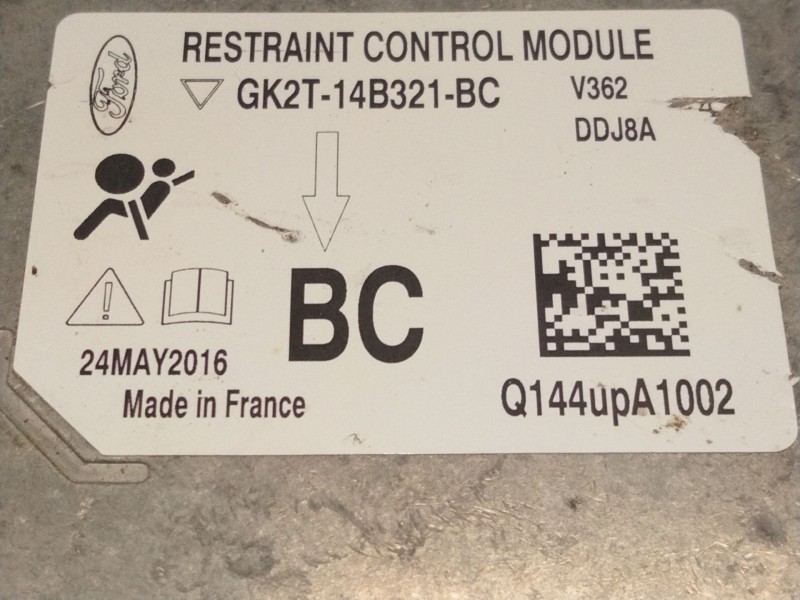 Ford
RESTRAINT CONTROL MODULE
GK2T-14B321-BC
V362
DDJ8A
BC
24MAY2016
Made in France
Q144upA1002